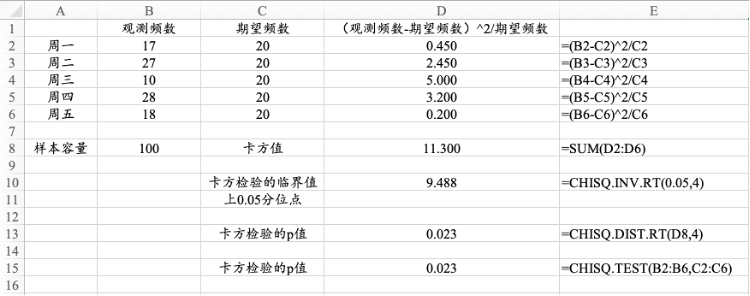 A B C D E
1 观测频数 期望频数 （观测频数-期望频数）^2/期望频数
2 周一 17 20 0.450 =(B2-C2)^2/C2
3 周二 27 20 2.450 =(B3-C3)^2/C3
4 周三 10 20 5.000 =(B4-C4)^2/C4
5 周四 28 20 3.200 =(B5-C5)^2/C5
6 周五 18 20 0.200 =(B6-C6)^2/C6
7
8 样本容量 100 卡方值 11.300 =SUM(D2:D6)
9
10 卡方检验的临界值 9.488 =CHISQ.INV.RT(0.05,4)
11 上0.05分位点
12
13 卡方检验的p值 0.023 =CHISQ.DIST.RT(D8,4)
14
15 卡方检验的p值 0.023 =CHISQ.TEST(B2:B6,C2:C6)
16